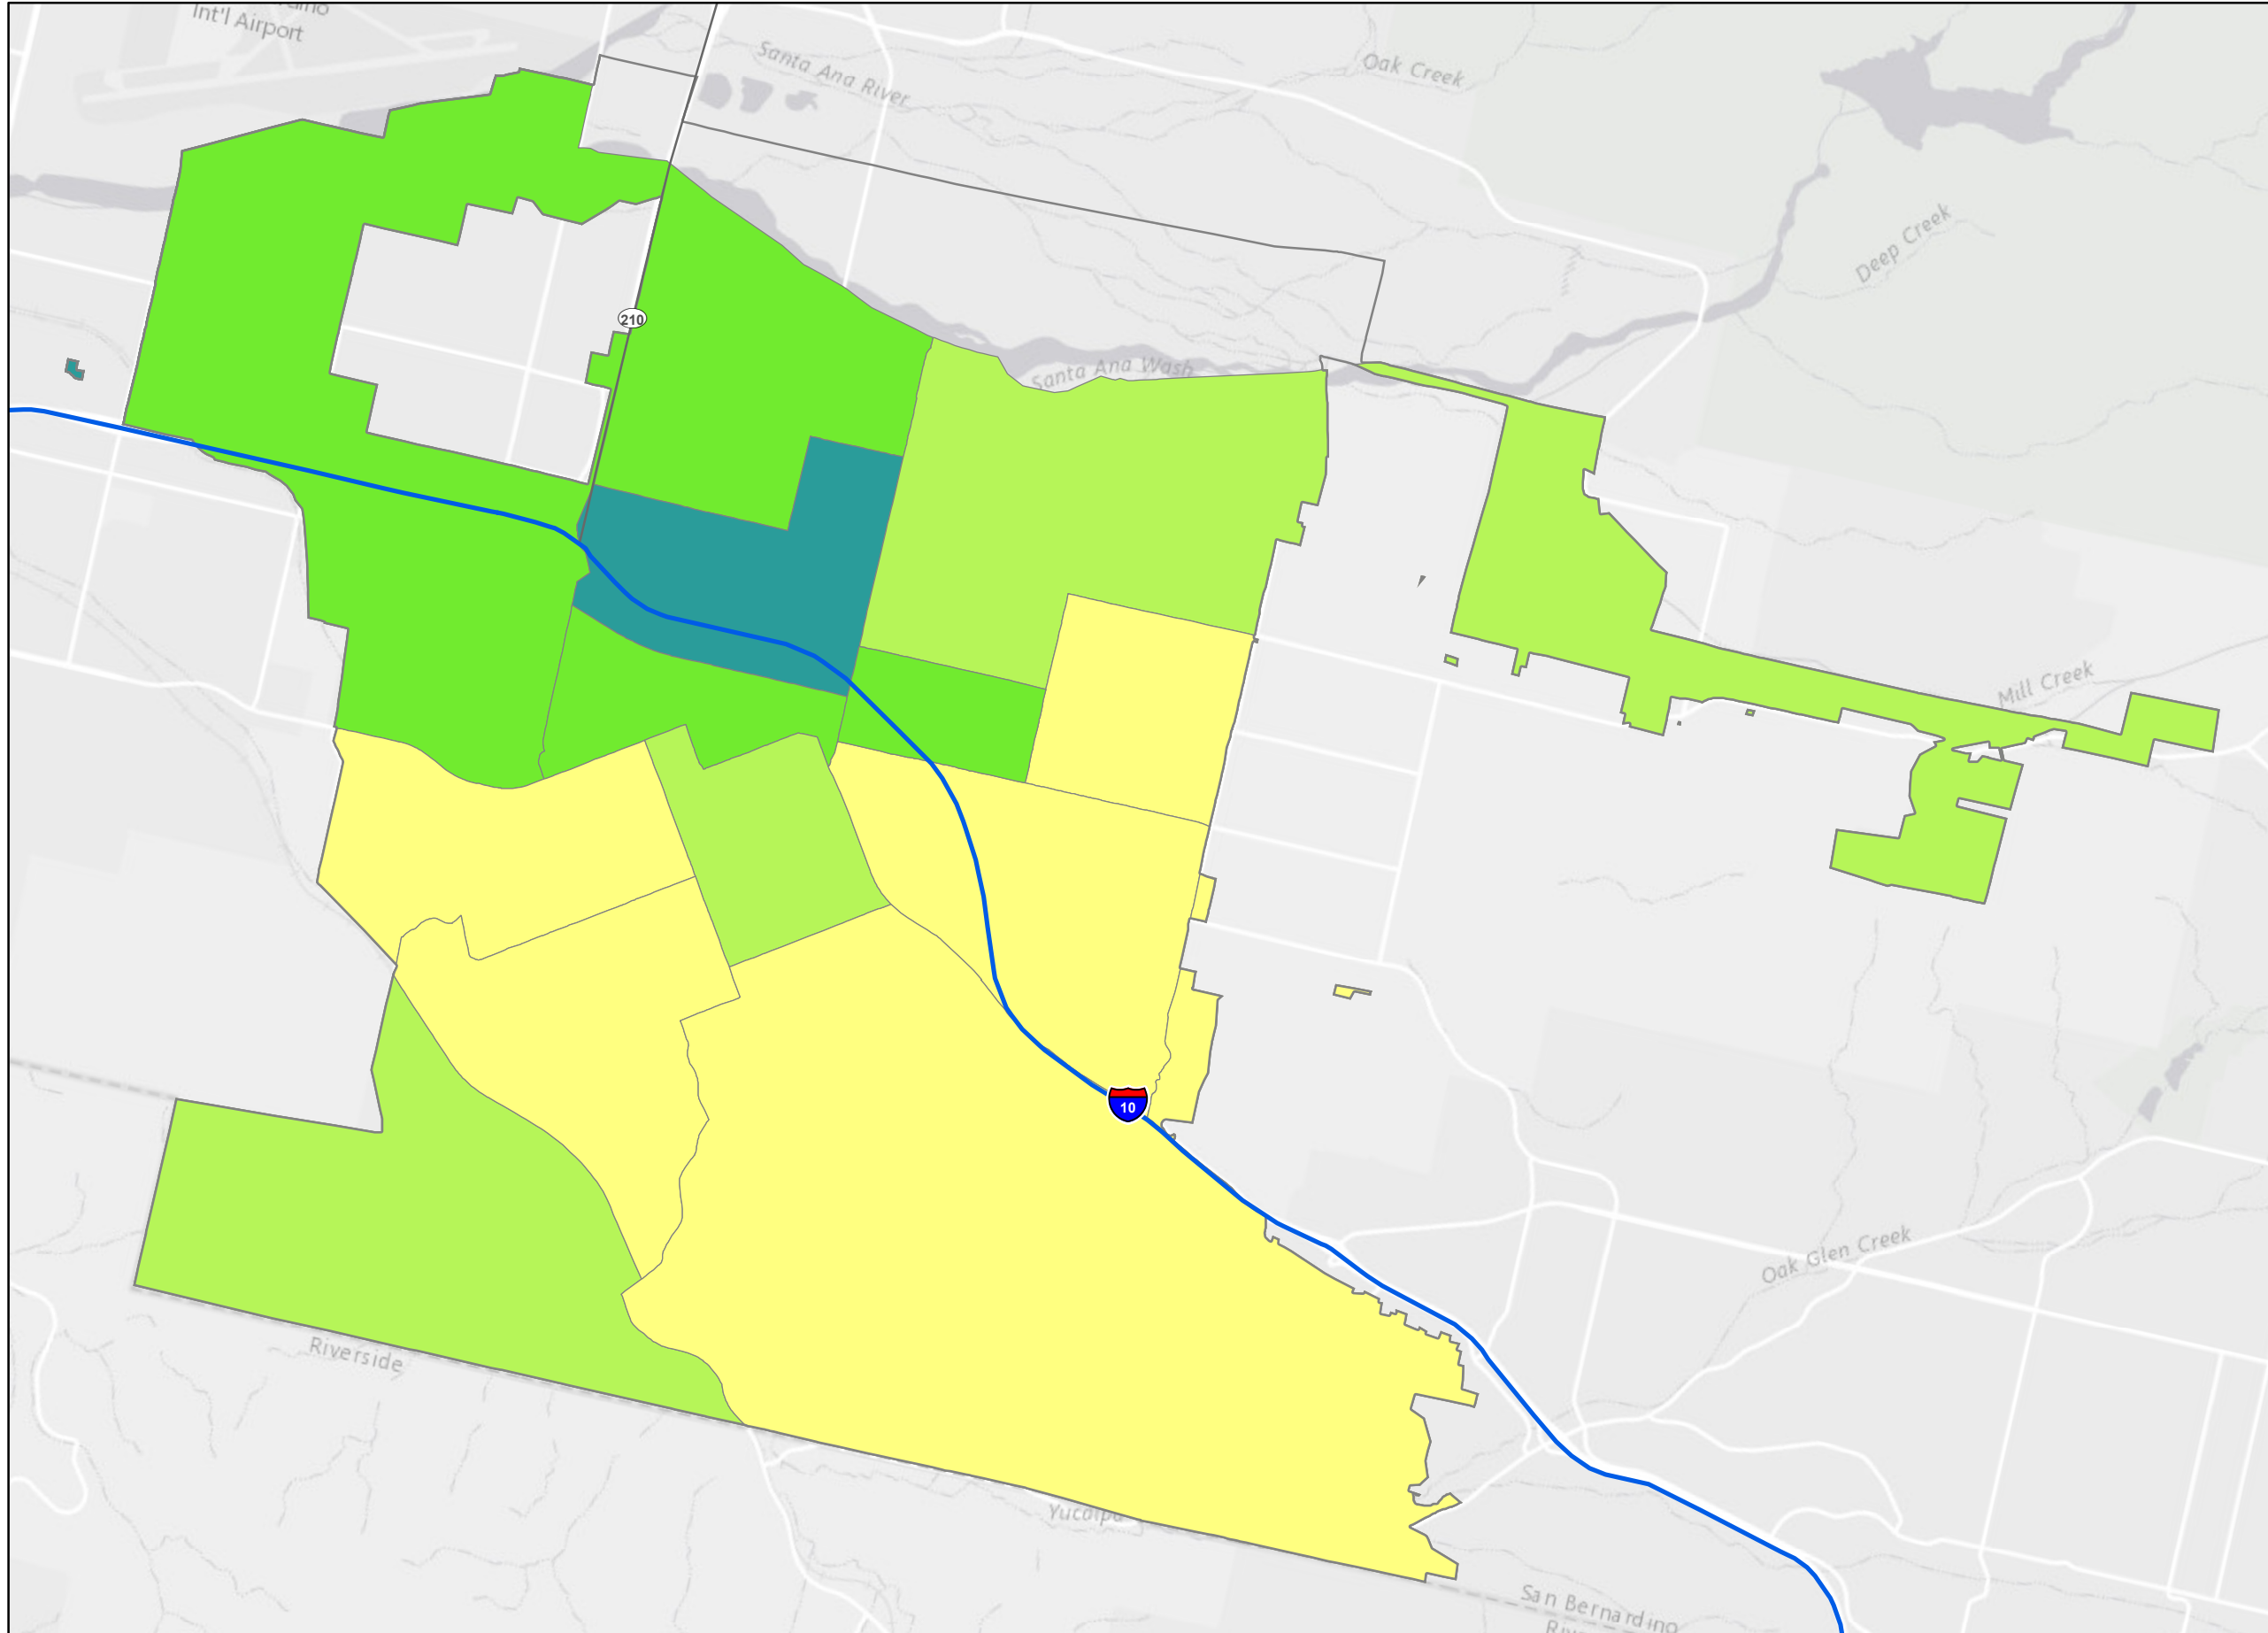 Int'l Airport
Santa Ana River
Oak Creek
Deep Creek
210
Santa Ana Wash
Mill Creek
10
Oak Glen Creek
Riverside
Yucaipa
San Bernardino